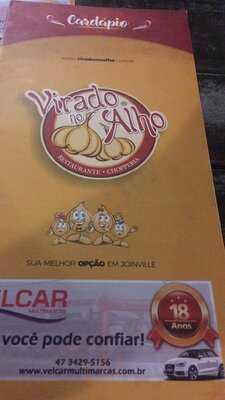 Cardápio
Virado
no Alho
RESTAURANTE • CHOPPERIA
SUA MELHOR OPÇÃO EM JOINVILLE
ELCAR
MULTIMARCAS
18
Anos
você pode confiar!
47 3429-5156
www.velcarmultimarcas.com.br